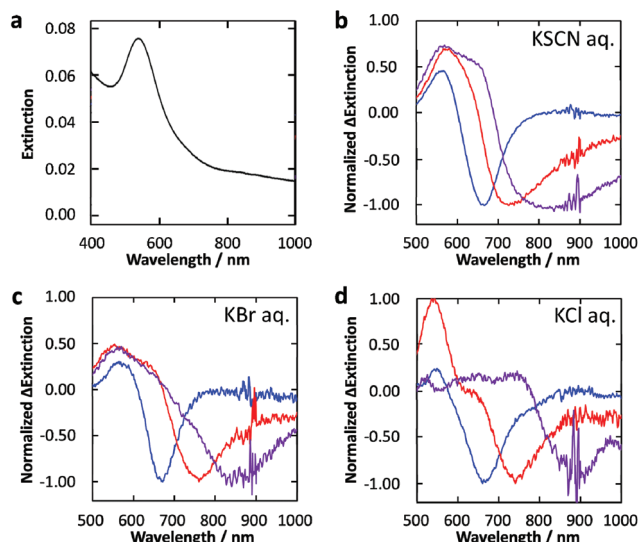 a
0.08
0.06
0.04
0.02
0.00
Extinction
400
600
800
1000
Wavelength / nm
b
KSCN aq.
1.00
0.50
0.00
-0.50
-1.00
Normalized ΔExtinction
500 600 700 800 900 1000
Wavelength / nm
c
KBr aq.
1.00
0.50
0.00
-0.50
-1.00
Normalized ΔExtinction
500 600 700 800 900 1000
Wavelength / nm
d
KCl aq.
1.00
0.50
0.00
-0.50
-1.00
Normalized ΔExtinction
500 600 700 800 900 1000
Wavelength / nm